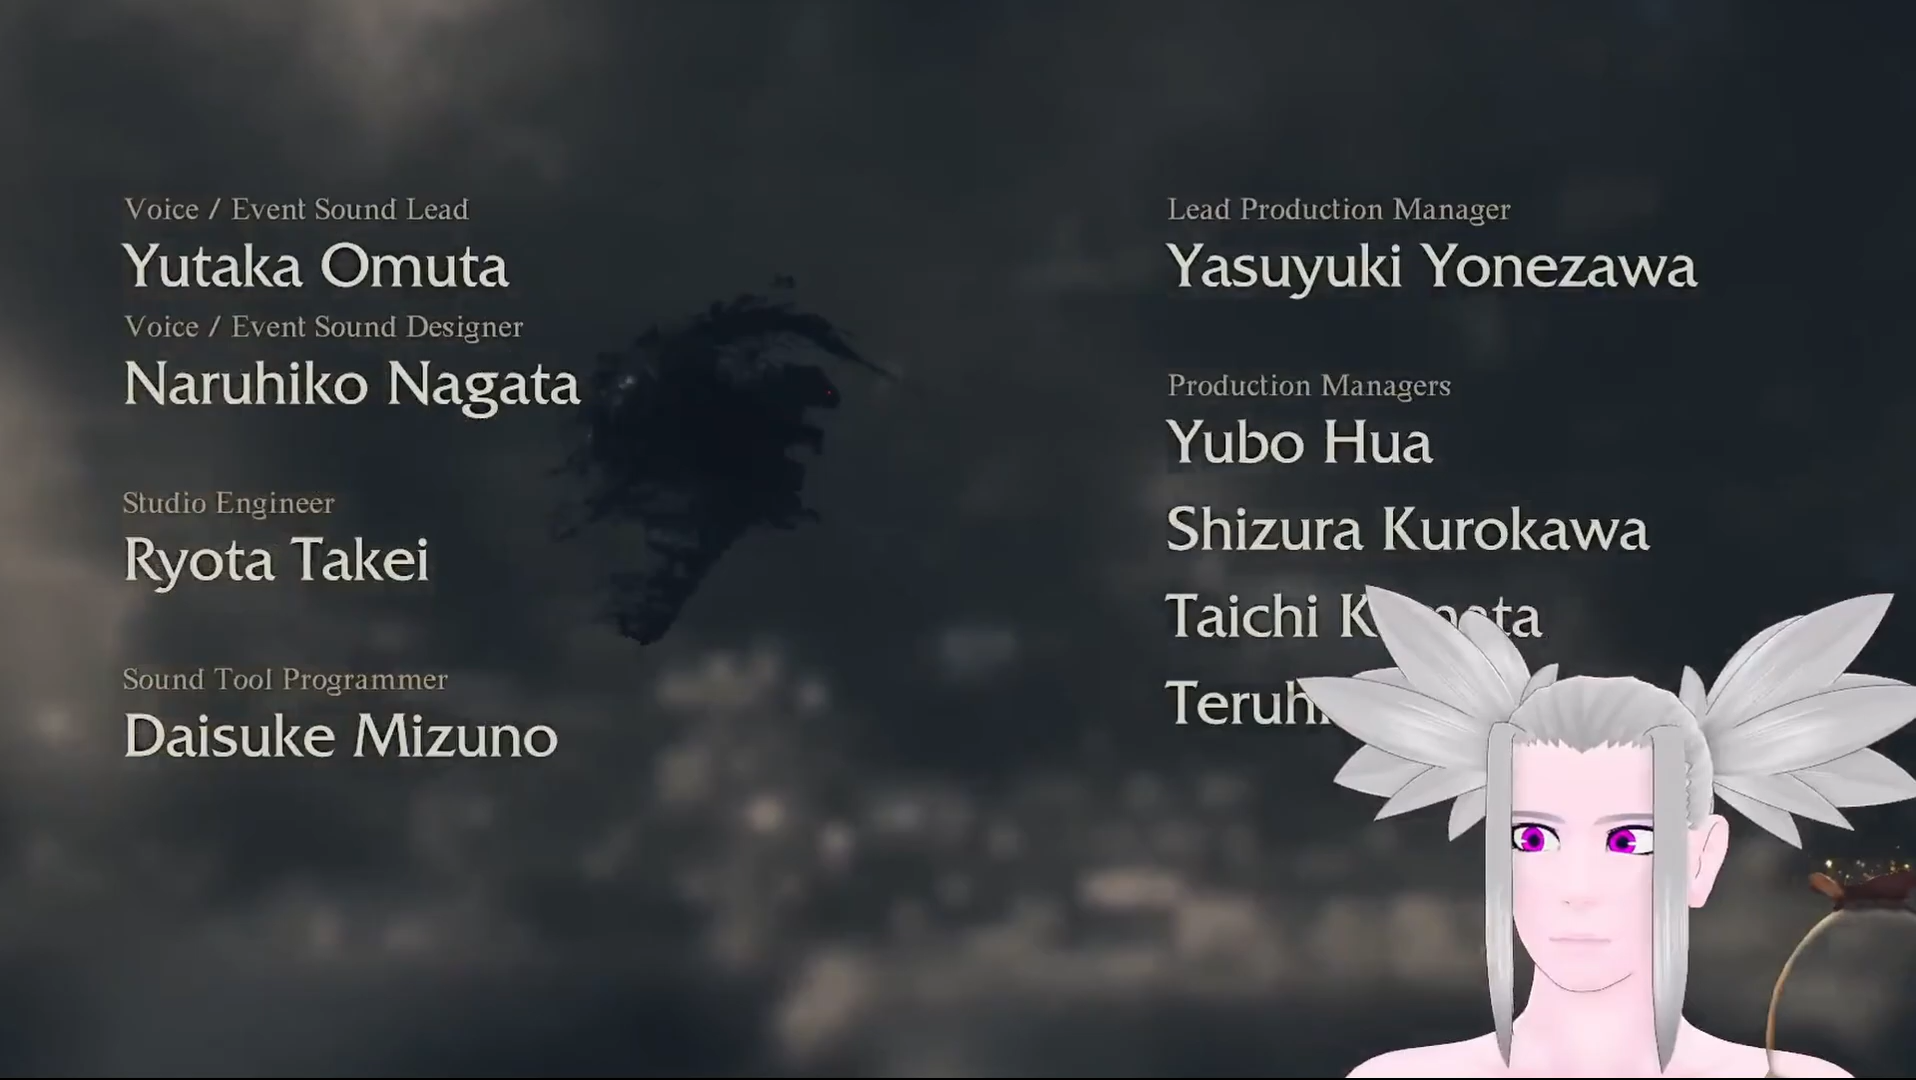 Voice / Event Sound Lead
Yutaka Omuta
Voice / Event Sound Designer
Naruhiko Nagata
Studio Engineer
Ryota Takei
Sound Tool Programmer
Daisuke Mizuno
Lead Production Manager
Yasuyuki Yonezawa
Production Managers
Yubo Hua
Shizura Kurokawa
Taichi